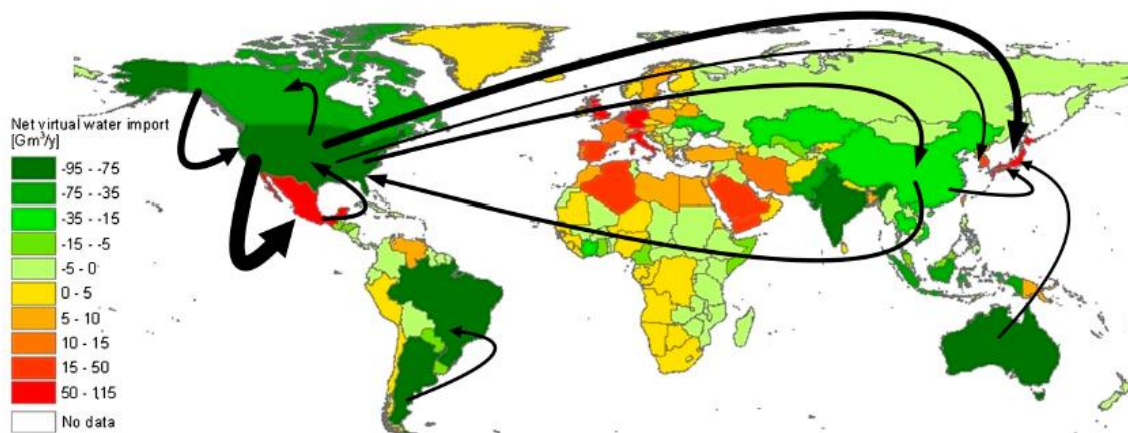 Net virtual water import
[Gm³/y]
-95 - -75
-75 - -35
-35 - -15
-15 - -5
-5 - 0
0 - 5
5 - 10
10 - 15
15 - 50
50 - 115
No data